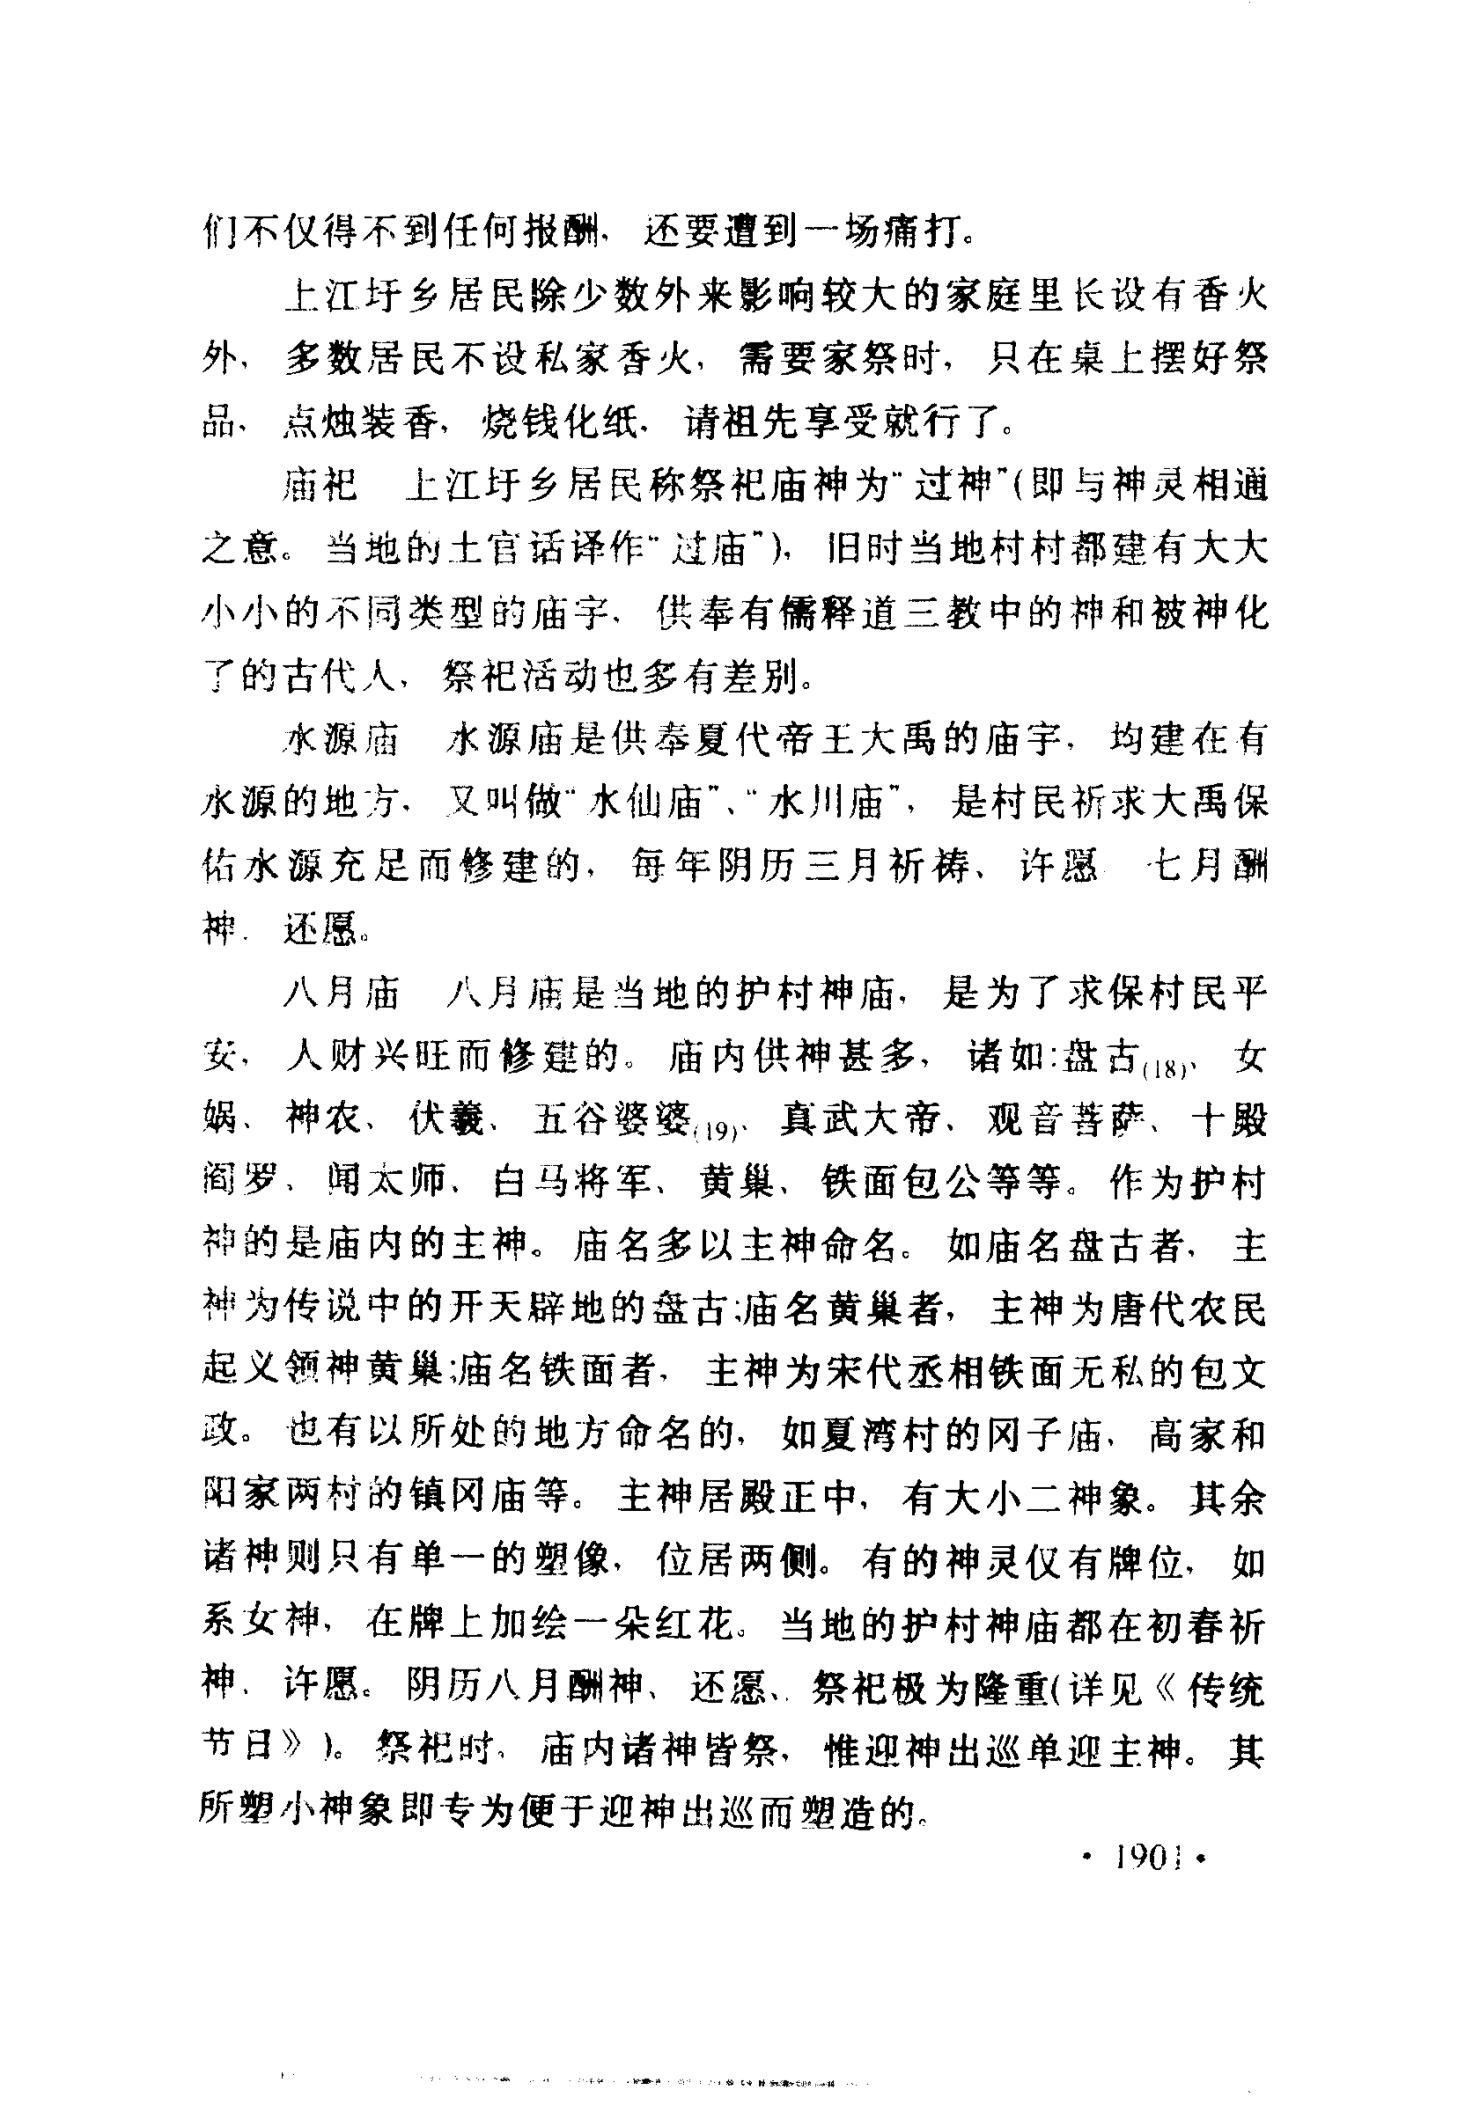 们不仅得不到任何报酬，还要遭到一场痛打。
上江圩乡居民除少数外来影响较大的家庭里长设有香火
外，多数居民不设私家香火，需要家祭时，只在桌上摆好祭
品、点烛装香，烧钱化纸，请祖先享受就行了。
庙祀　上江圩乡居民称祭祀庙神为“过神”(即与神灵相通
之意。当地的土官话译作“过庙”)，旧时当地村村都建有大大
小小的不同类型的庙宇，供奉有儒释道三教中的神和被神化
了的古代人，祭祀活动也多有差别。
水源庙　水源庙是供奉夏代帝王大禹的庙宇，均建在有
水源的地方，又叫做“水仙庙”、“水川庙”，是村民祈求大禹保
佑水源充足而修建的，每年阴历三月祈祷、许愿　七月酬
神．还愿。
八月庙　八月庙是当地的护村神庙，是为了求保村民平
安，人财兴旺而修建的。庙内供神甚多，诸如:盘古(18)、女
娲、神农、伏羲、五谷婆婆(19)、真武大帝、观音菩萨、十殿
阎罗、闻太师、白马将军、黄巢、铁面包公等等。作为护村
神的是庙内的主神。庙名多以主神命名。如庙名盘古者，主
神为传说中的开天辟地的盘古;庙名黄巢者，主神为唐代农民
起义领神黄巢;庙名铁面者，主神为宋代丞相铁面无私的包文
政。也有以所处的地方命名的，如夏湾村的冈子庙，高家和
阳家两村的镇冈庙等。主神居殿正中，有大小二神象。其余
诸神则只有单一的塑像，位居两侧。有的神灵仅有牌位，如
系女神，在牌上加绘一朵红花。当地的护村神庙都在初春祈
神．许愿。阴历八月酬神、还愿、祭祀极为隆重(详见《传统
节日》)。祭祀时，庙内诸神皆祭，惟迎神出巡单迎主神。其
所塑小神象即专为便于迎神出巡而塑造的。
·1901·